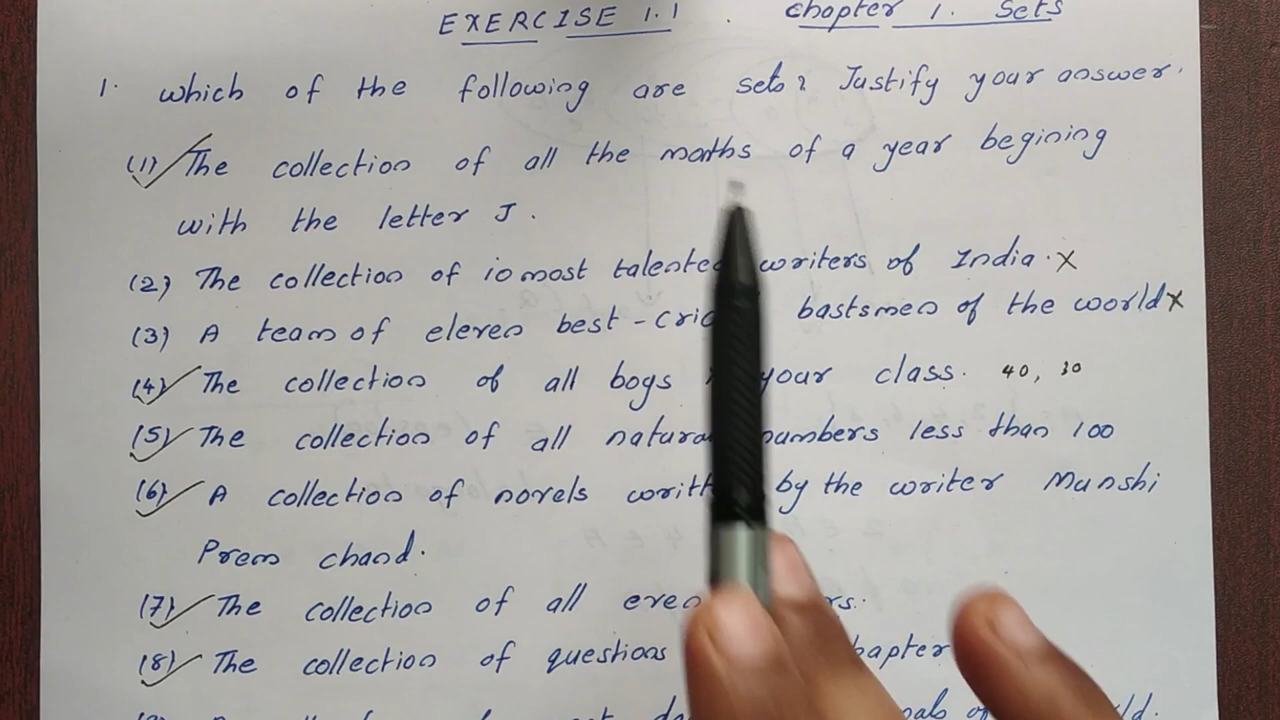 EXERCISE 1.1 . Chapter 1. Sets
1. which of the following are sets? Justify your answer.
(1) The collection of all the months of a year begining
with the letter J.
(2) The collection of 10 most talented writers of India. X
(3) A team of eleven best-cric bastsmen of the world X
(4) The collection of all boys your class. 40, 30
(5) The collection of all natural numbers less than 100
(6) A collection of novels writt by the writer Munshi
Prem chand.
(7) The collection of all even rs.
(8) The collection of questions chapter